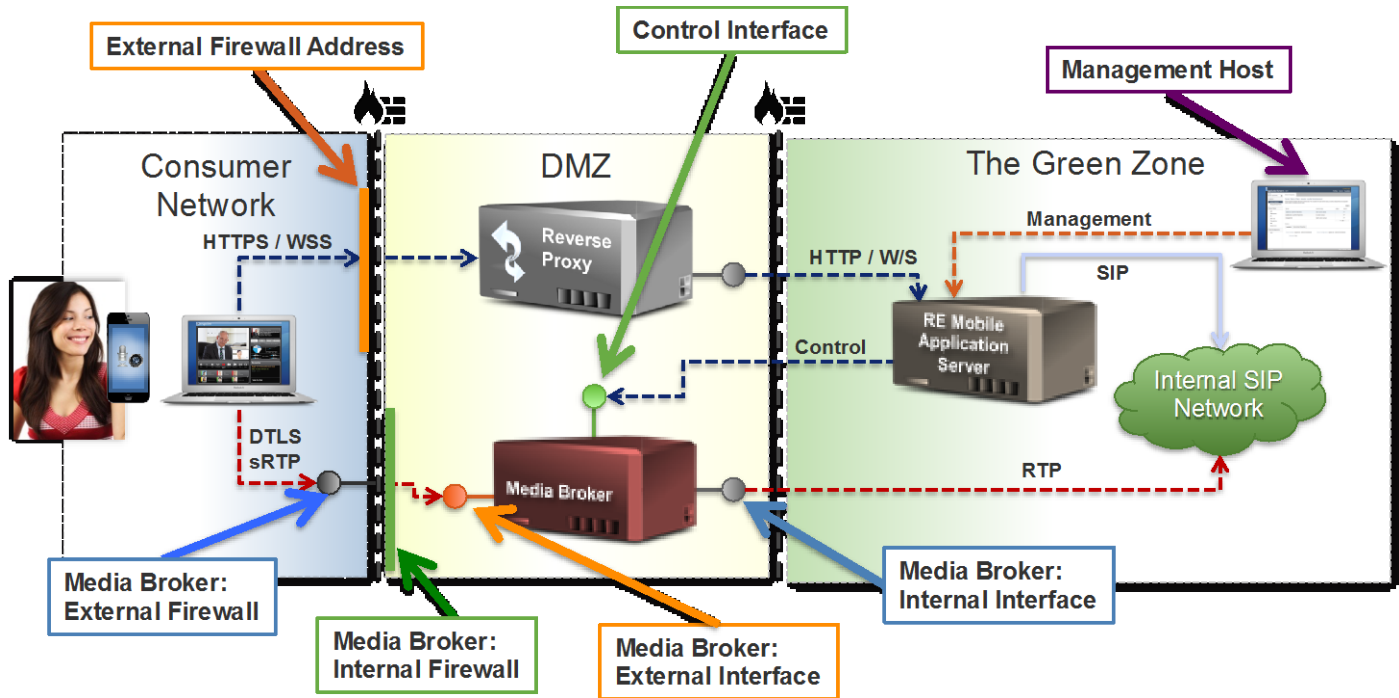 External Firewall Address
Control Interface
Management Host
Consumer
Network
DMZ
The Green Zone
HTTPS / WSS
Reverse
Proxy
HTTP / W/S
Management
SIP
RE Mobile
Application
Server
Control
Internal SIP
Network
DTLS
sRTP
Media Broker
RTP
Media Broker:
External Firewall
Media Broker:
Internal Firewall
Media Broker:
External Interface
Media Broker:
Internal Interface